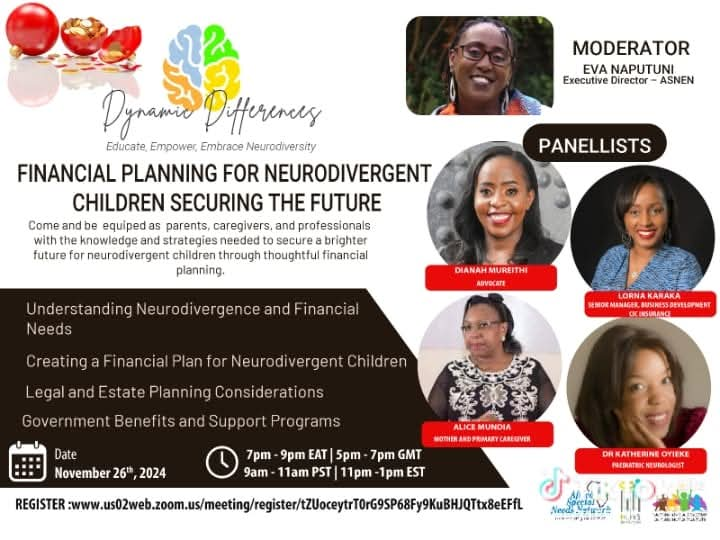 Dynamic Differences
Educate, Empower, Embrace Neurodiversity
MODERATOR
EVA NAPUTUNI
Executive Director – ASNEN
FINANCIAL PLANNING FOR NEURODIVERGENT
CHILDREN SECURING THE FUTURE
Come and be equiped as parents, caregivers, and professionals
with the knowledge and strategies needed to secure a brighter
future for neurodivergent children through thoughtful financial
planning.
PANELLISTS
DIANAH MUREITHI
ADVOCATE
LORNA KARAKA
SENIOR MANAGER, BUSINESS DEVELOPMENT
CIC INSURANCE
ALICE MUNDIA
MOTHER AND PRIMARY CAREGIVER
DR KATHERINE OYIEKE
PAEDIATRIC NEUROLOGIST
Understanding Neurodivergence and Financial
Needs
Creating a Financial Plan for Neurodivergent Children
Legal and Estate Planning Considerations
Government Benefits and Support Programs
Date
November 26th, 2024
7pm - 9pm EAT | 5pm - 7pm GMT
9am - 11am PST | 11pm -1pm EST
REGISTER :www.us02web.zoom.us/meeting/register/tZUoceytrT0rG9SP68Fy9KuBHJQTtx8eEFfL
Special
Needs Network